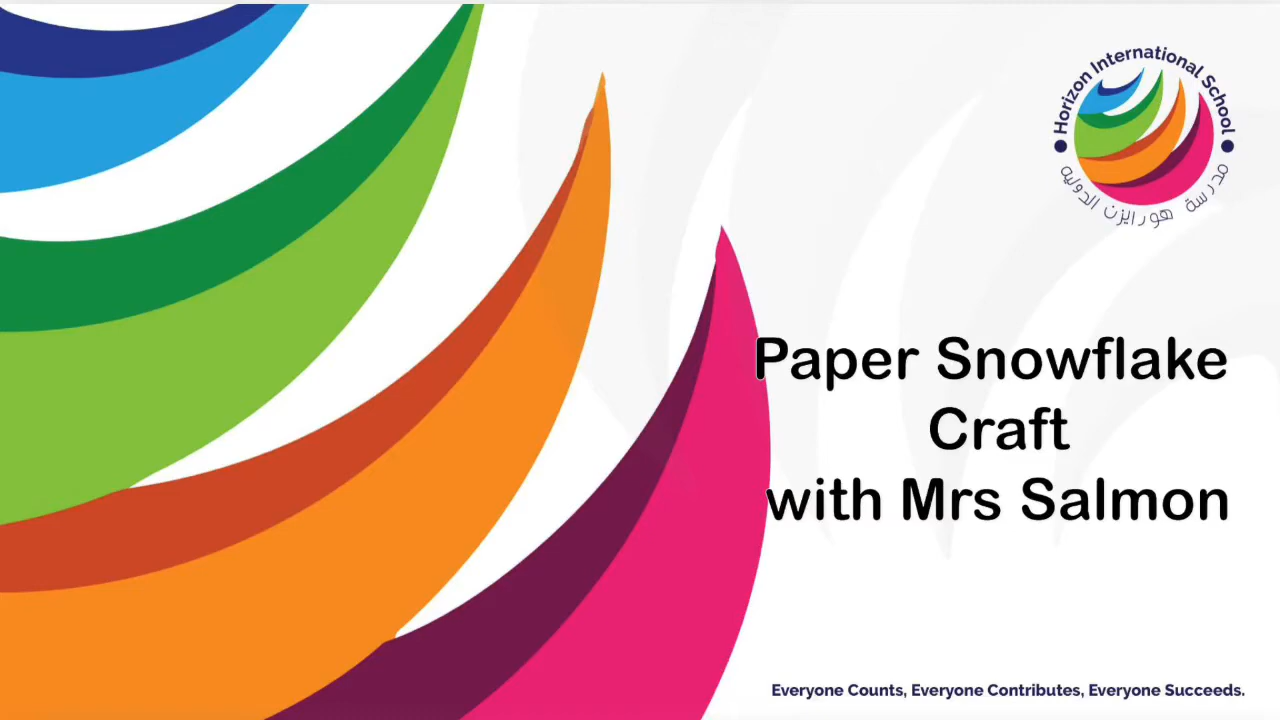 Horizon International School
مدرسة هورايزن الدولية
Paper Snowflake
Craft
with Mrs Salmon
Everyone Counts, Everyone Contributes, Everyone Succeeds.